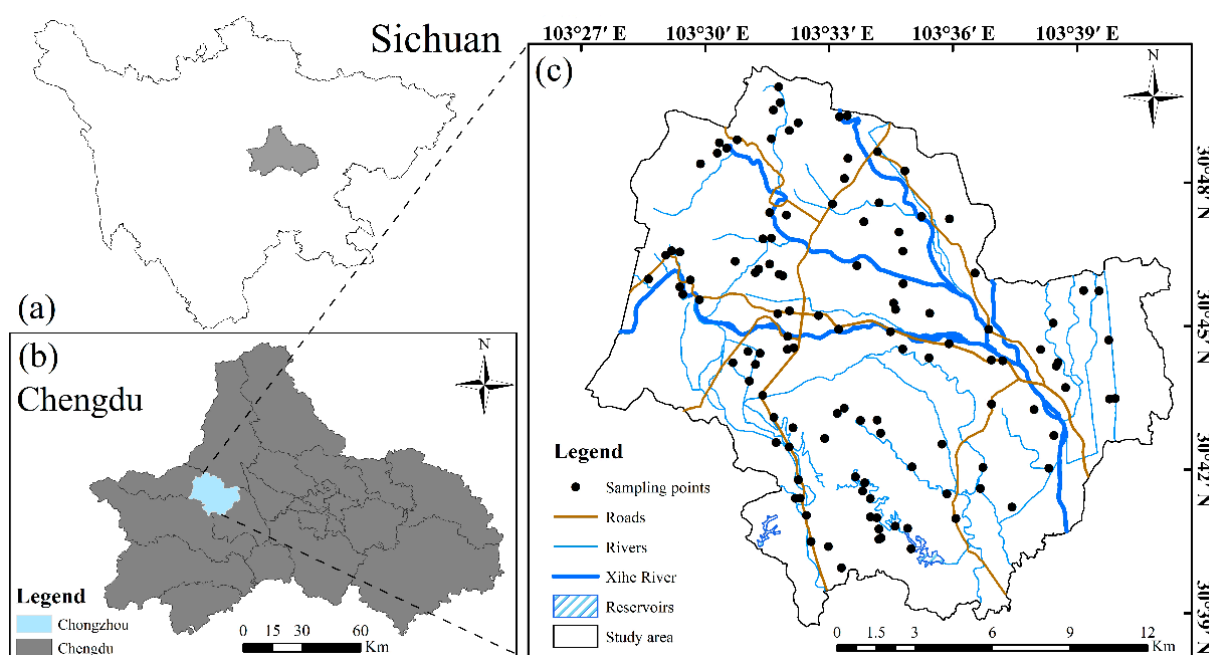 Sichuan
(a)
(b)
Chengdu
N
Legend
Chongzhou
Chengdu
0 15 30 60
Km
103°27′ E 103°30′ E 103°33′ E 103°36′ E 103°39′ E
(c)
N
30°48′ N
30°45′ N
30°42′ N
30°39′ N
Legend
Sampling points
Roads
Rivers
Xihe River
Reservoirs
Study area
0 1.5 3 6 9 12
Km